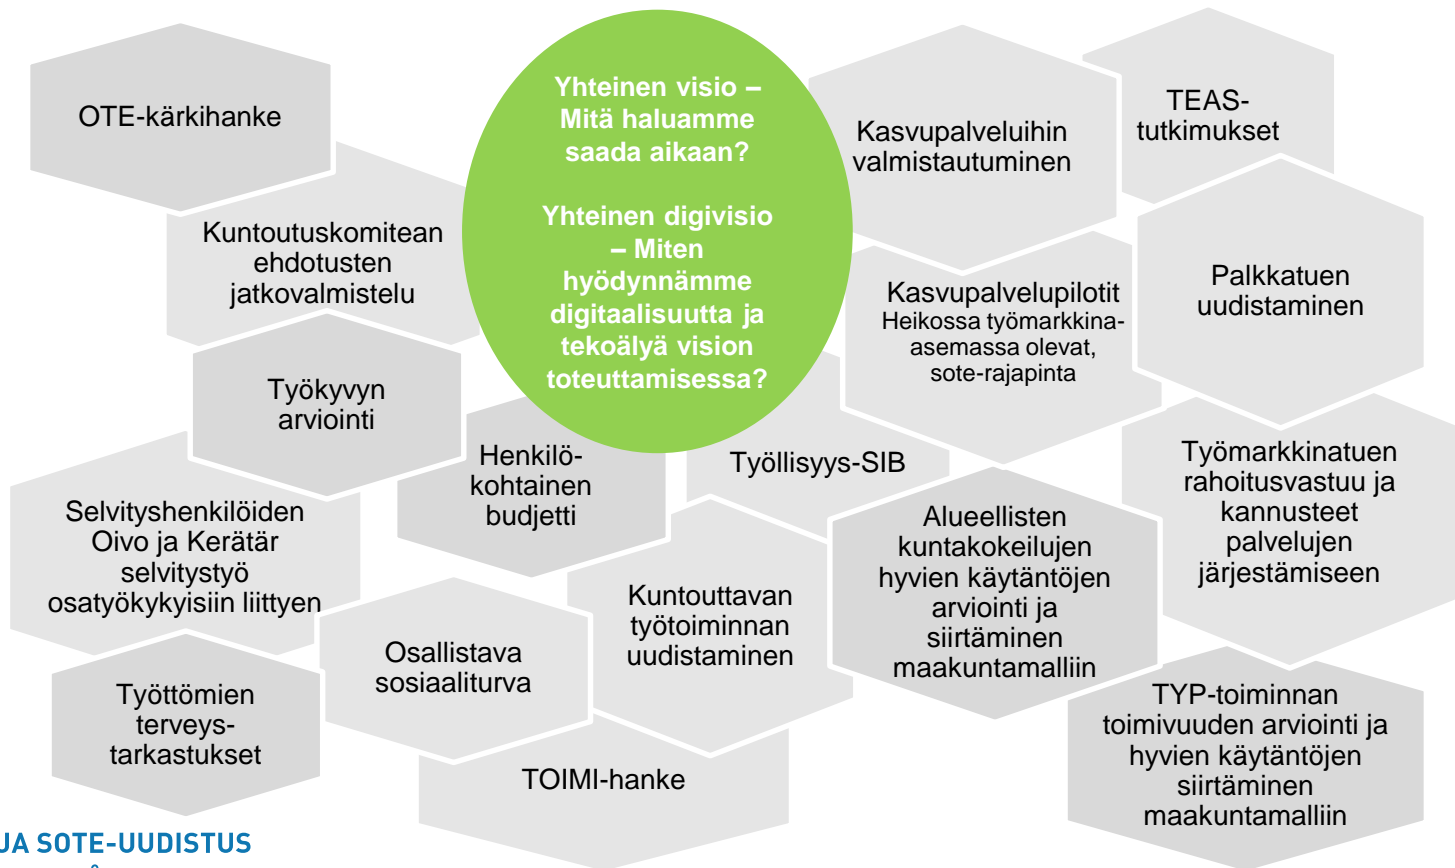 OTE-kärkihanke
Kuntoutuskomitean
ehdotusten
jatkovalmistelu
Yhteinen visio –
Mitä haluamme
saada aikaan?
Yhteinen digivisio
– Miten
hyödynnämme
digitaalisuutta ja
tekoälyä vision
toteuttamisessa?
Kasvupalveluihin
valmistautuminen
TEAS-
tutkimukset
Kasvupalvelupilotit
Heikossa työmarkkina-
asemassa olevat,
sote-rajapinta
Palkkatuen
uudistaminen
Työkyvyn
arviointi
Henkilö-
kohtainen
budjetti
Työllisyys-SIB
Työmarkkinatuen
rahoitusvastuu ja
kannusteet
palvelujen
järjestämiseen
Selvityshenkilöiden
Oivo ja Kerätär
selvitystyö
osatyökykyisiin liittyen
Alueellisten
kuntakokeilujen
hyvien käytäntöjen
arviointi ja
siirtäminen
maakuntamalliin
Kuntouttavan
työtoiminnan
uudistaminen
Osallistava
sosiaaliturva
Työttömien
terveys-
tarkastukset
TOIMI-hanke
TYP-toiminnan
toimivuuden arviointi ja
hyvien käytäntöjen
siirtäminen
maakuntamalliin
JA SOTE-UUDISTUS